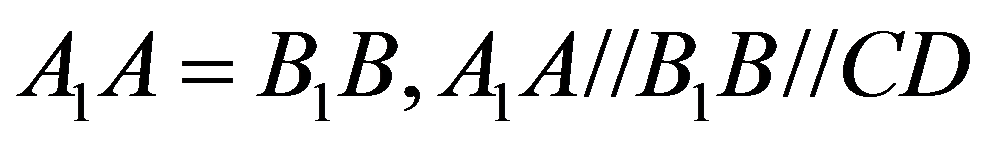 A₁A = B₁B, A₁A//B₁B//CD